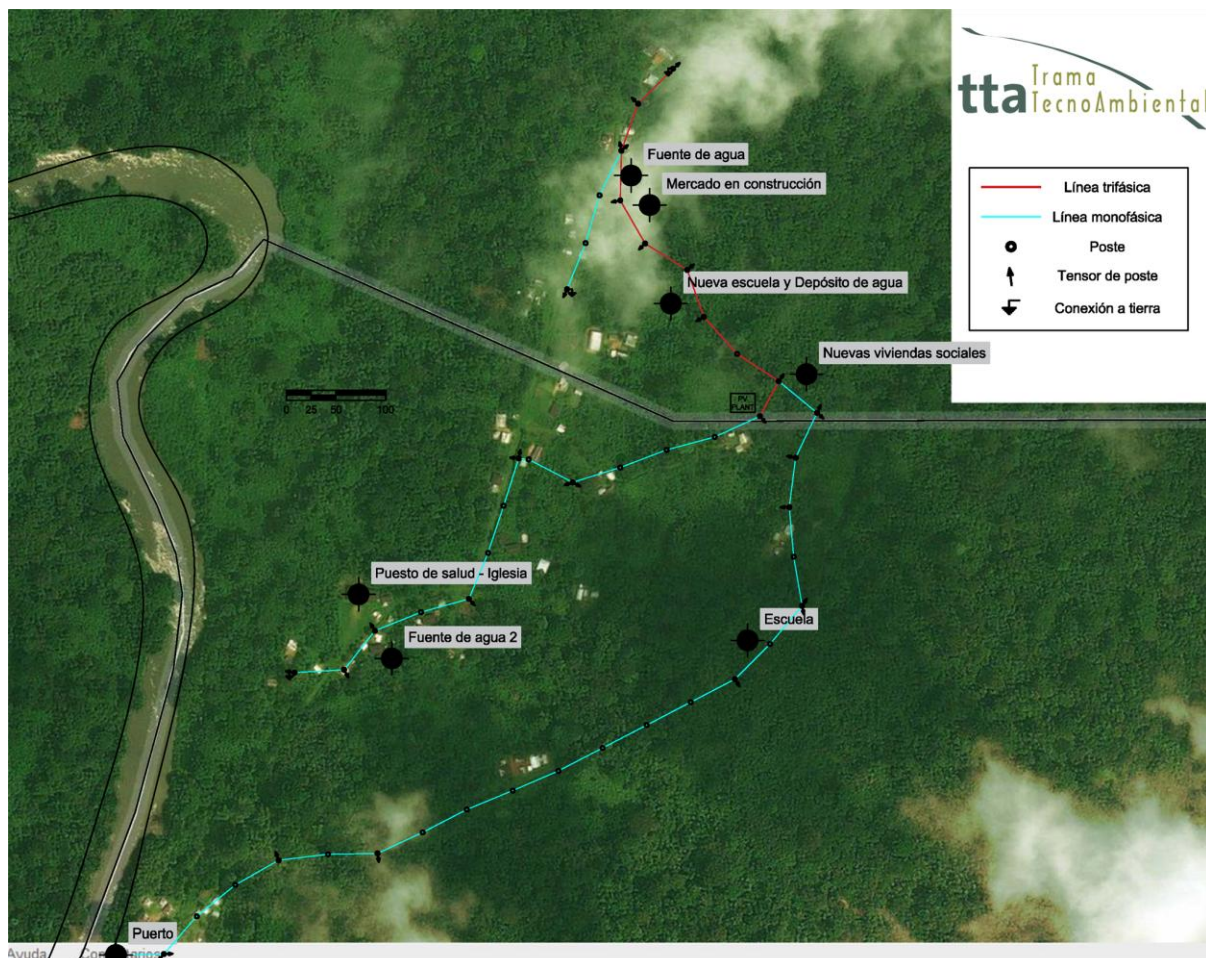 tta Trama
TecnoAmbiental
Línea trifásica
Línea monofásica
Poste
Tensor de poste
Conexión a tierra
Fuente de agua
Mercado en construcción
Nueva escuela y Depósito de agua
Nuevas viviendas sociales
PV
PLANT
0 25 50 100
Puesto de salud - Iglesia
Fuente de agua 2
Escuela
Puerto
Ayuda